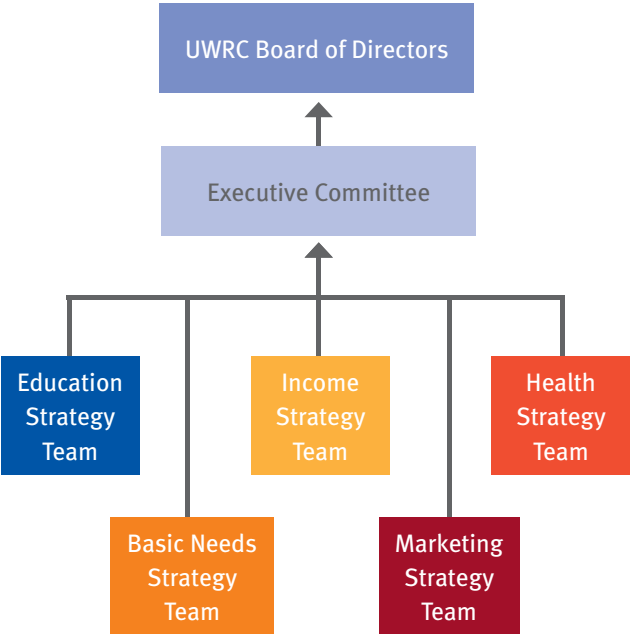 UWRC Board of Directors
Executive Committee
Education
Strategy
Team
Income
Strategy
Team
Health
Strategy
Team
Basic Needs
Strategy
Team
Marketing
Strategy
Team